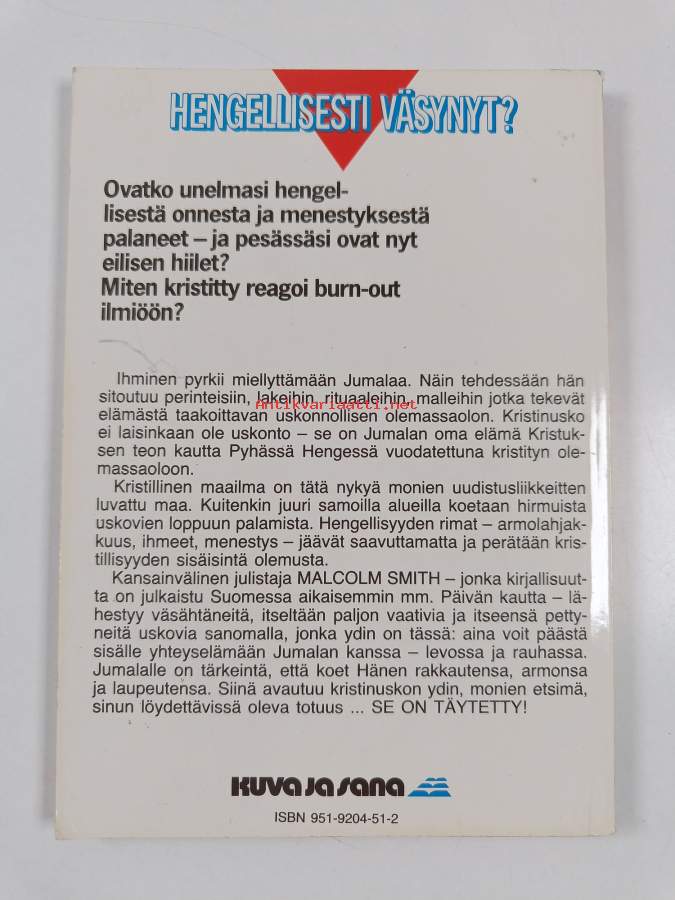 HENGELLISESTI VÄSYNYT?
Ovatko unelmasi hengel-
lisestä onnesta ja menestyksestä
palaneet – ja pesässäsi ovat nyt
eilisen hiilet?
Miten kristitty reagoi burn-out
ilmiöön?
Ihminen pyrkii miellyttämään Jumalaa. Näin tehdessään hän
sitoutuu perinteisiin, lakeihin, rituaaleihin, malleihin jotka tekevät
Antikvariaatti.net
elämästä taakoittavan uskonnollisen olemassaolon. Kristinusko
ei laisinkaan ole uskonto – se on Jumalan oma elämä Kristuk-
sen teon kautta Pyhässä Hengessä vuodatettuna kristityn ole-
massaoloon.
Kristillinen maailma on tätä nykyä monien uudistusliikkeitten
luvattu maa. Kuitenkin juuri samoilla alueilla koetaan hirmuista
uskovien loppuun palamista. Hengellisyyden rimat – armolahjak-
kuus, ihmeet, menestys – jäävät saavuttamatta ja perätään kris-
tillisyyden sisäisintä olemusta.
Kansainvälinen julistaja MALCOLM SMITH – jonka kirjallisuut-
ta on julkaistu Suomessa aikaisemmin mm. Päivän kautta – lä-
hestyy väsähtäneitä, itseltään paljon vaativia ja itseensä petty-
neitä uskovia sanomalla, jonka ydin on tässä: aina voit päästä
sisälle yhteyselämään Jumalan kanssa – levossa ja rauhassa.
Jumalalle on tärkeintä, että koet Hänen rakkautensa, armonsa
ja laupeutensa. Siinä avautuu kristinuskon ydin, monien etsimä,
sinun löydettävissä oleva totuus ... SE ON TÄYTETTY!
kuva ja sana
ISBN 951-9204-51-2